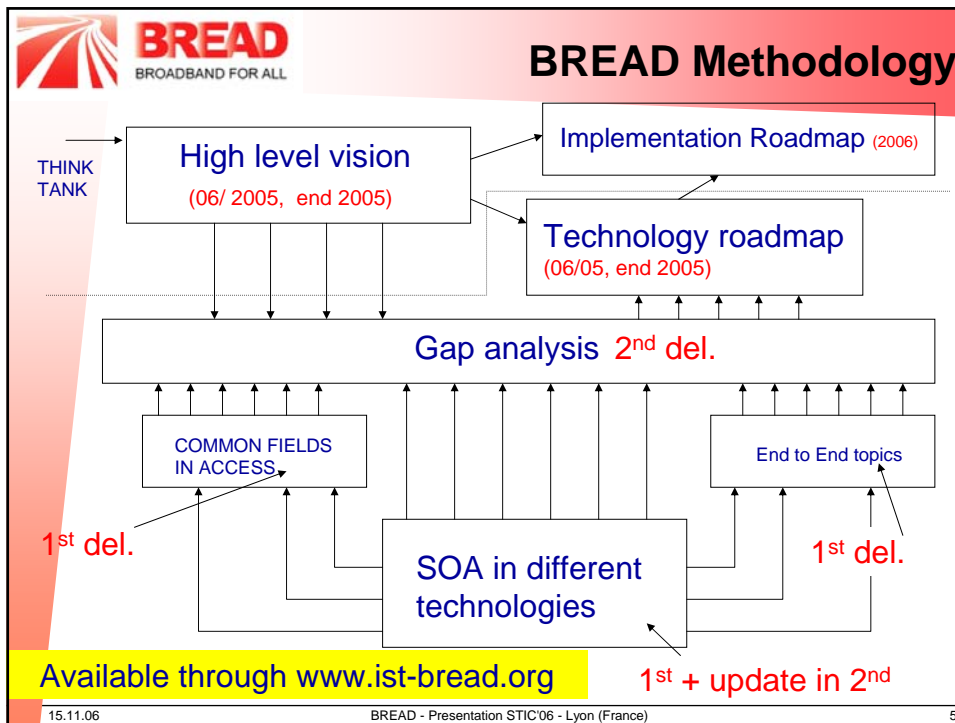 BREAD
BROADBAND FOR ALL
BREAD Methodology
THINK
TANK
High level vision
(06/ 2005, end 2005)
Implementation Roadmap (2006)
Technology roadmap
(06/05, end 2005)
Gap analysis 2nd del.
COMMON FIELDS
IN ACCESS
End to End topics
1st del.
1st del.
SOA in different
technologies
Available through www.ist-bread.org
1st + update in 2nd
15.11.06
BREAD - Presentation STIC'06 - Lyon (France)
5